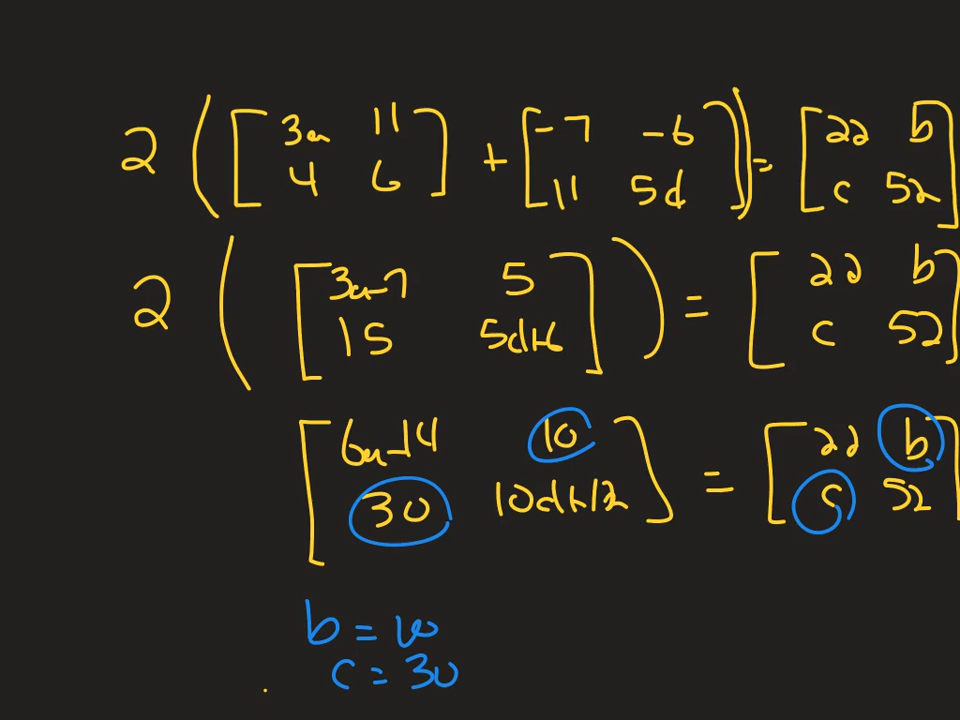 2 ( [ 3a 11 ] + [ -7 -6 ] ) = [ 22 b ]
4 6 11 5d c 52
2 ( [ 3a-7 5 ] ) = [ 22 b ]
15 5d+6 c 52
[ 6a-14 10 ] = [ 22 b ]
30 10d+12 c 52
b = 10
c = 30